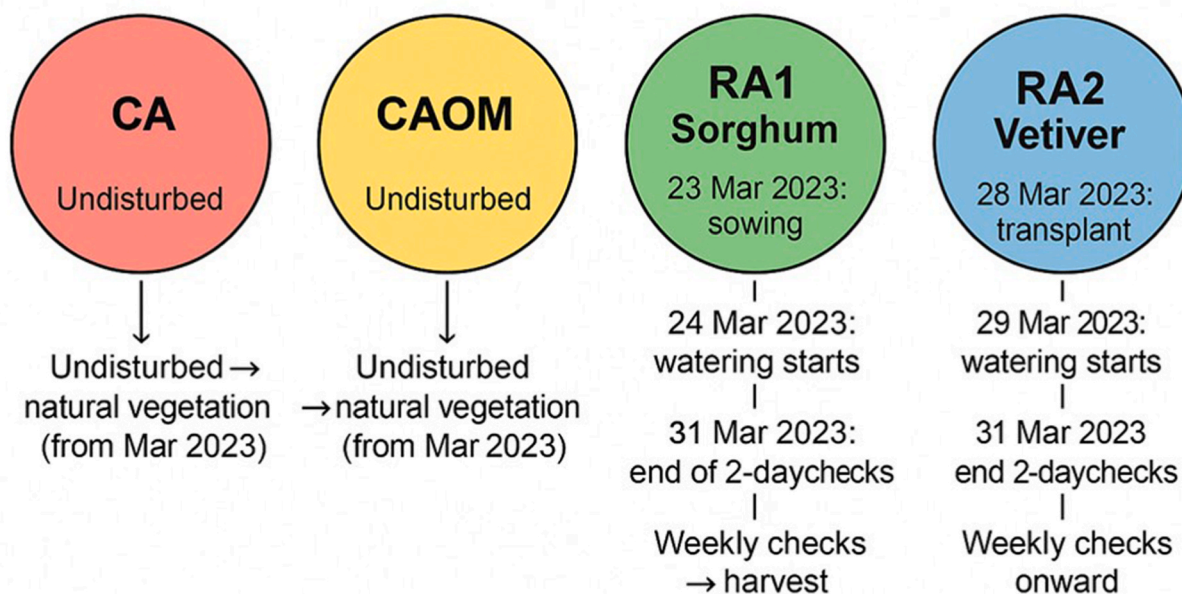 CA
Undisturbed
Undisturbed →
natural vegetation
(from Mar 2023)
CAOM
Undisturbed
Undisturbed
→ natural vegetation
(from Mar 2023)
RA1
Sorghum
23 Mar 2023:
sowing
24 Mar 2023:
watering starts
31 Mar 2023:
end of 2-daychecks
Weekly checks
→ harvest
RA2
Vetiver
28 Mar 2023:
transplant
29 Mar 2023:
watering starts
31 Mar 2023
end 2-daychecks
Weekly checks
onward